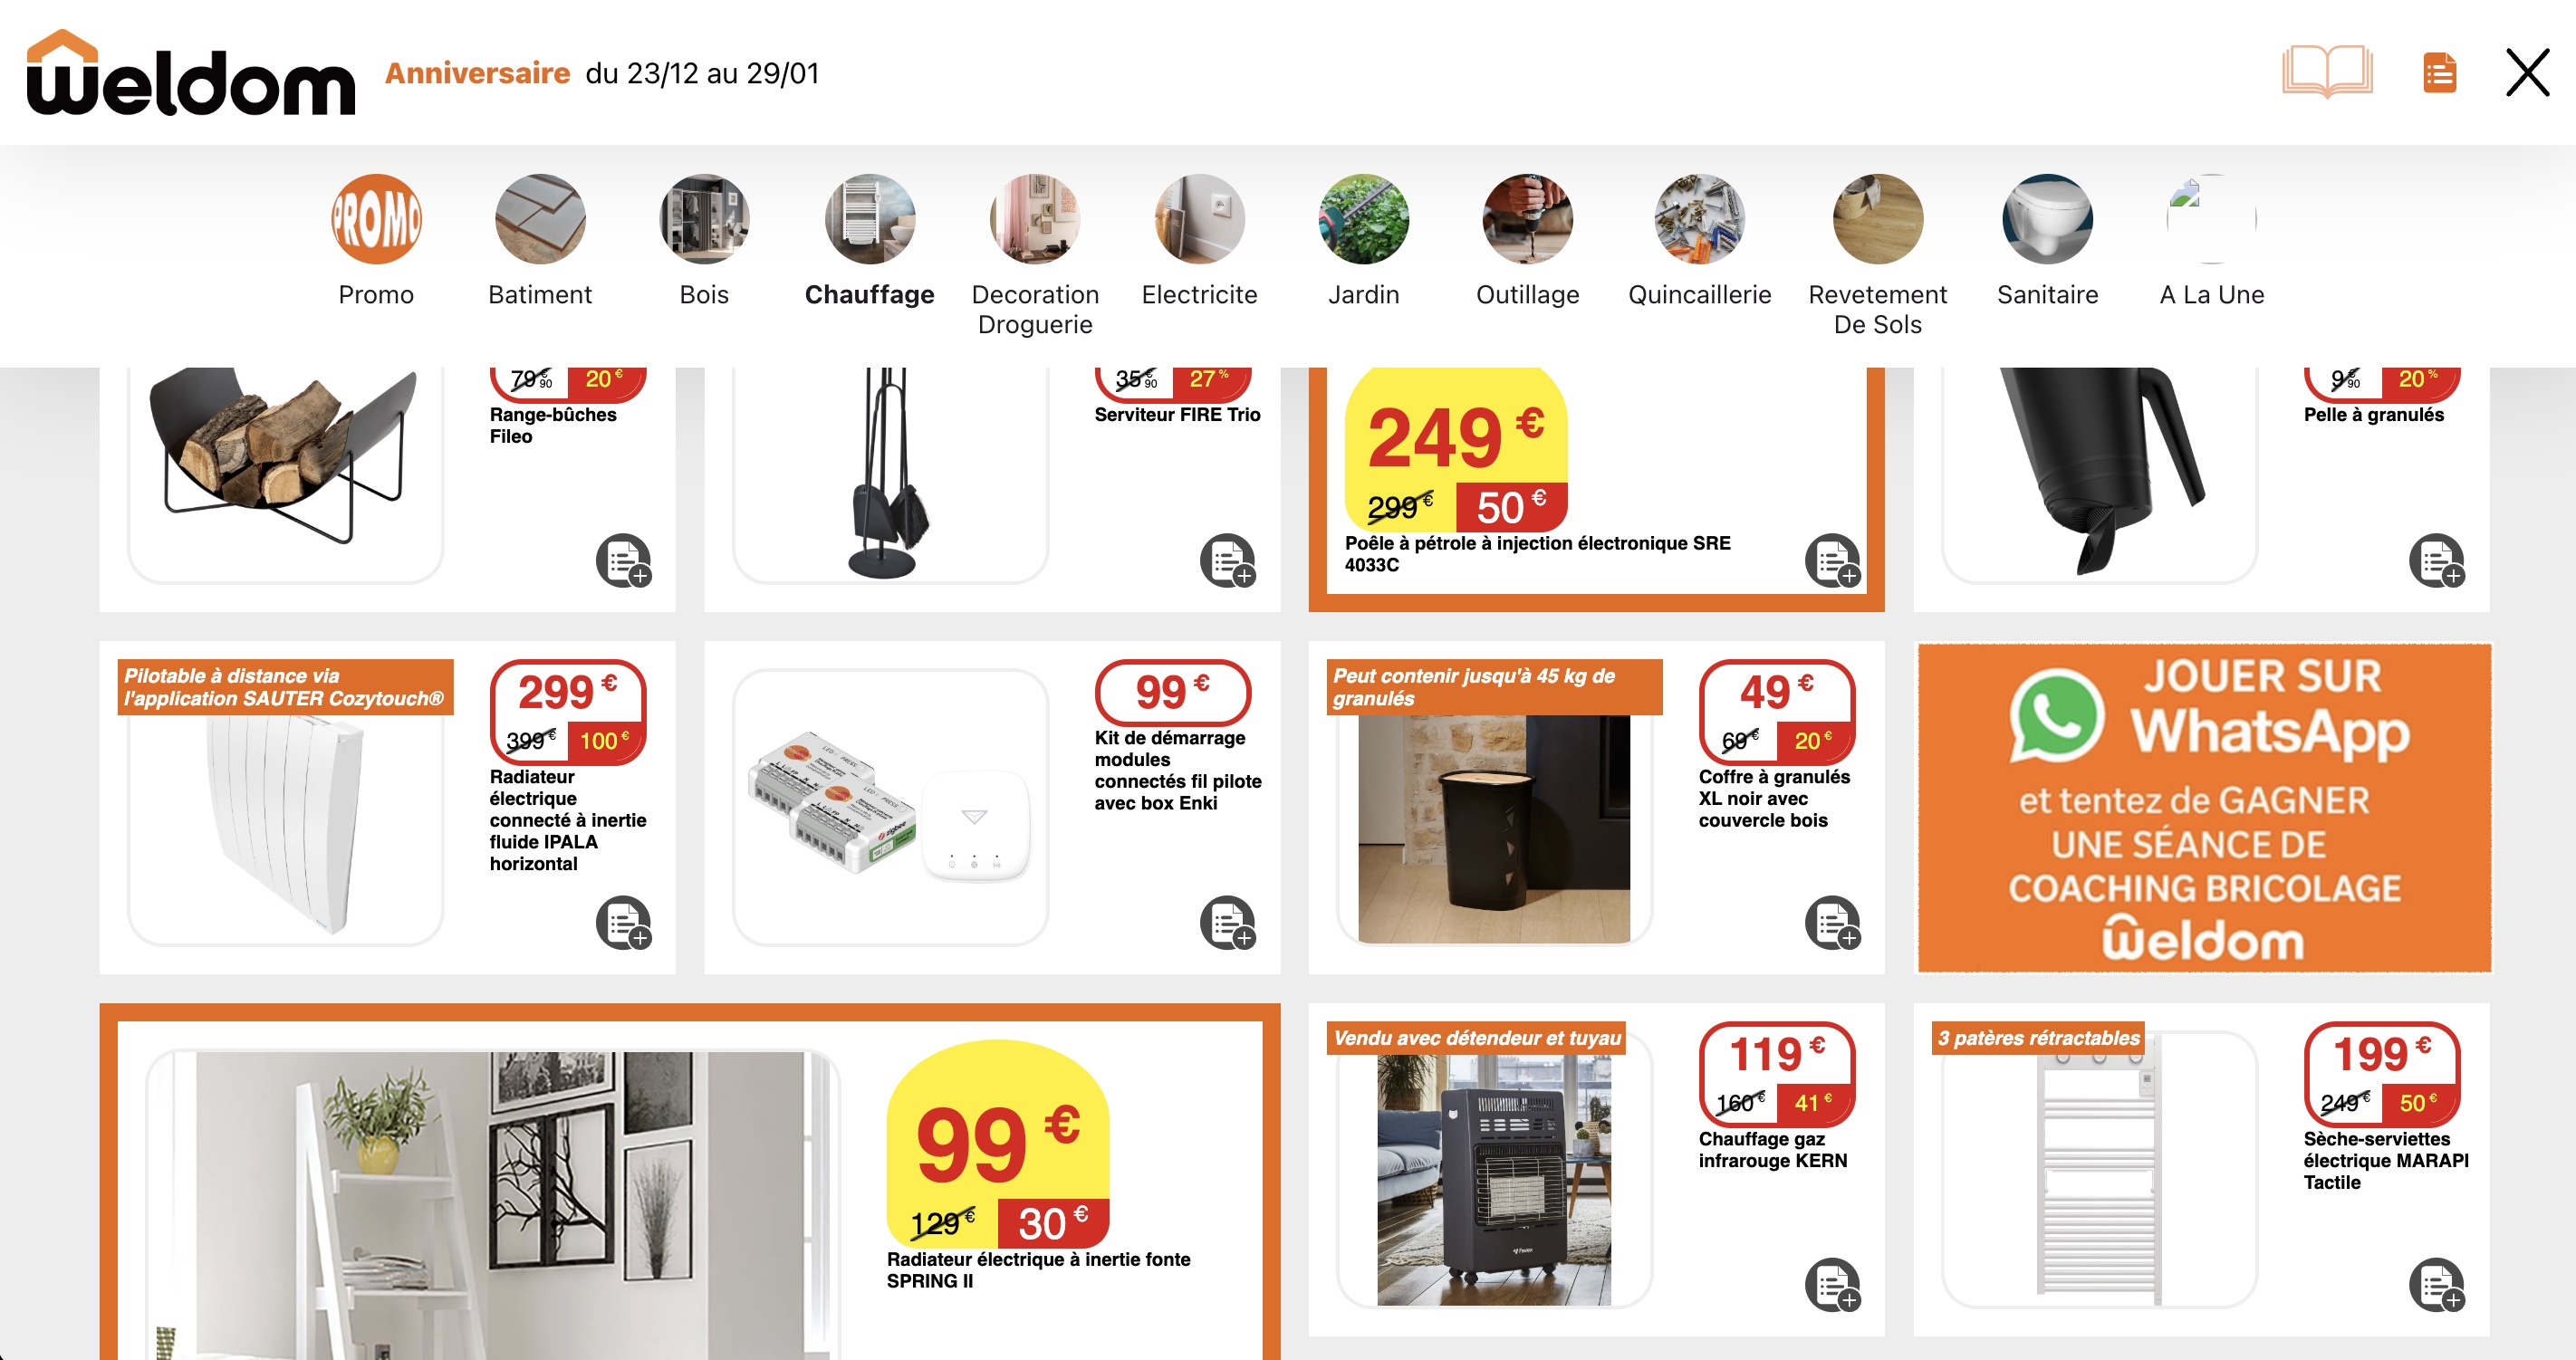 weldom
Anniversaire du 23/12 au 29/01
PROMO
Promo
Batiment
Bois
Chauffage
Decoration
Droguerie
Electricite
Jardin
Outillage
Quincaillerie
Revetement
De Sols
Sanitaire
A La Une
79€90 20€
Range-bûches
Fileo
35€90 27%
Serviteur FIRE Trio
249€
299€ 50€
Poêle à pétrole à injection électronique SRE
4033C
9€90 20%
Pelle à granulés
Pilotable à distance via
l'application SAUTER Cozytouch®
299€
399€ 100€
Radiateur
électrique
connecté à inertie
fluide IPALA
horizontal
99€
Kit de démarrage
modules
connectés fil pilote
avec box Enki
zigbee
Peut contenir jusqu'à 45 kg de
granulés
49€
69€ 20€
Coffre à granulés
XL noir avec
couvercle bois
JOUER SUR
WhatsApp
et tentez de GAGNER
UNE SÉANCE DE
COACHING BRICOLAGE
weldom
99€
129€ 30€
Radiateur électrique à inertie fonte
SPRING II
Vendu avec détendeur et tuyau
119€
160€ 41€
Chauffage gaz
infrarouge KERN
3 patères rétractables
199€
249€ 50€
Sèche-serviettes
électrique MARAPI
Tactile